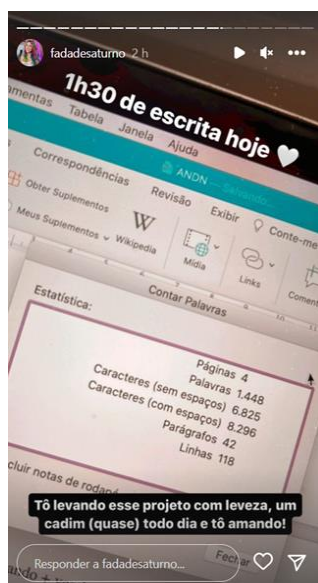 fadadesaturno 2 h
1h30 de escrita hoje
amentas Tabela Janela Ajuda
ANDN — Salvando...
Correspondências Revisão Exibir Conte-me
Obter Suplementos
Meus Suplementos
Wikipedia
Mídia
Links
Coment
Contar Palavras
Estatística:
Páginas 4
Palavras 1.448
Caracteres (sem espaços) 6.825
Caracteres (com espaços) 8.296
Parágrafos 42
Linhas 118
cluir notas de rodapé
Tô levando esse projeto com leveza, um
cadim (quase) todo dia e tô amando!
Fechar
Responder a fadadesaturno...